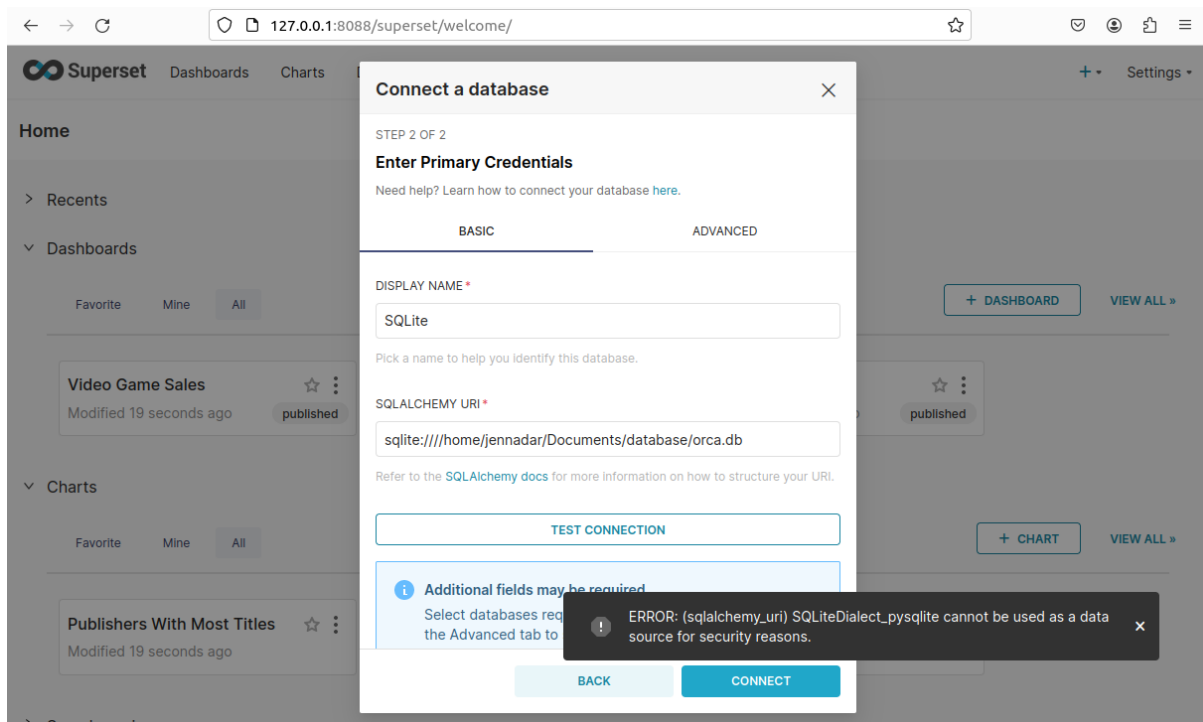 127.0.0.1:8088/superset/welcome/
Superset Dashboards Charts
Settings
Home
Connect a database
STEP 2 OF 2
Enter Primary Credentials
Need help? Learn how to connect your database here.
BASIC ADVANCED
DISPLAY NAME *
SQLite
Pick a name to help you identify this database.
SQLALCHEMY URI *
sqlite:////home/jennadar/Documents/database/orca.db
Refer to the SQLAlchemy docs for more information on how to structure your URI.
TEST CONNECTION
Additional fields may be required
Select databases req
the Advanced tab to
BACK CONNECT
ERROR: (sqlalchemy_uri) SQLiteDialect_pysqlite cannot be used as a data
source for security reasons.
Recents
Dashboards
Favorite Mine All
+ DASHBOARD VIEW ALL »
Video Game Sales
Modified 19 seconds ago published
published
Charts
Favorite Mine All
+ CHART VIEW ALL »
Publishers With Most Titles
Modified 19 seconds ago